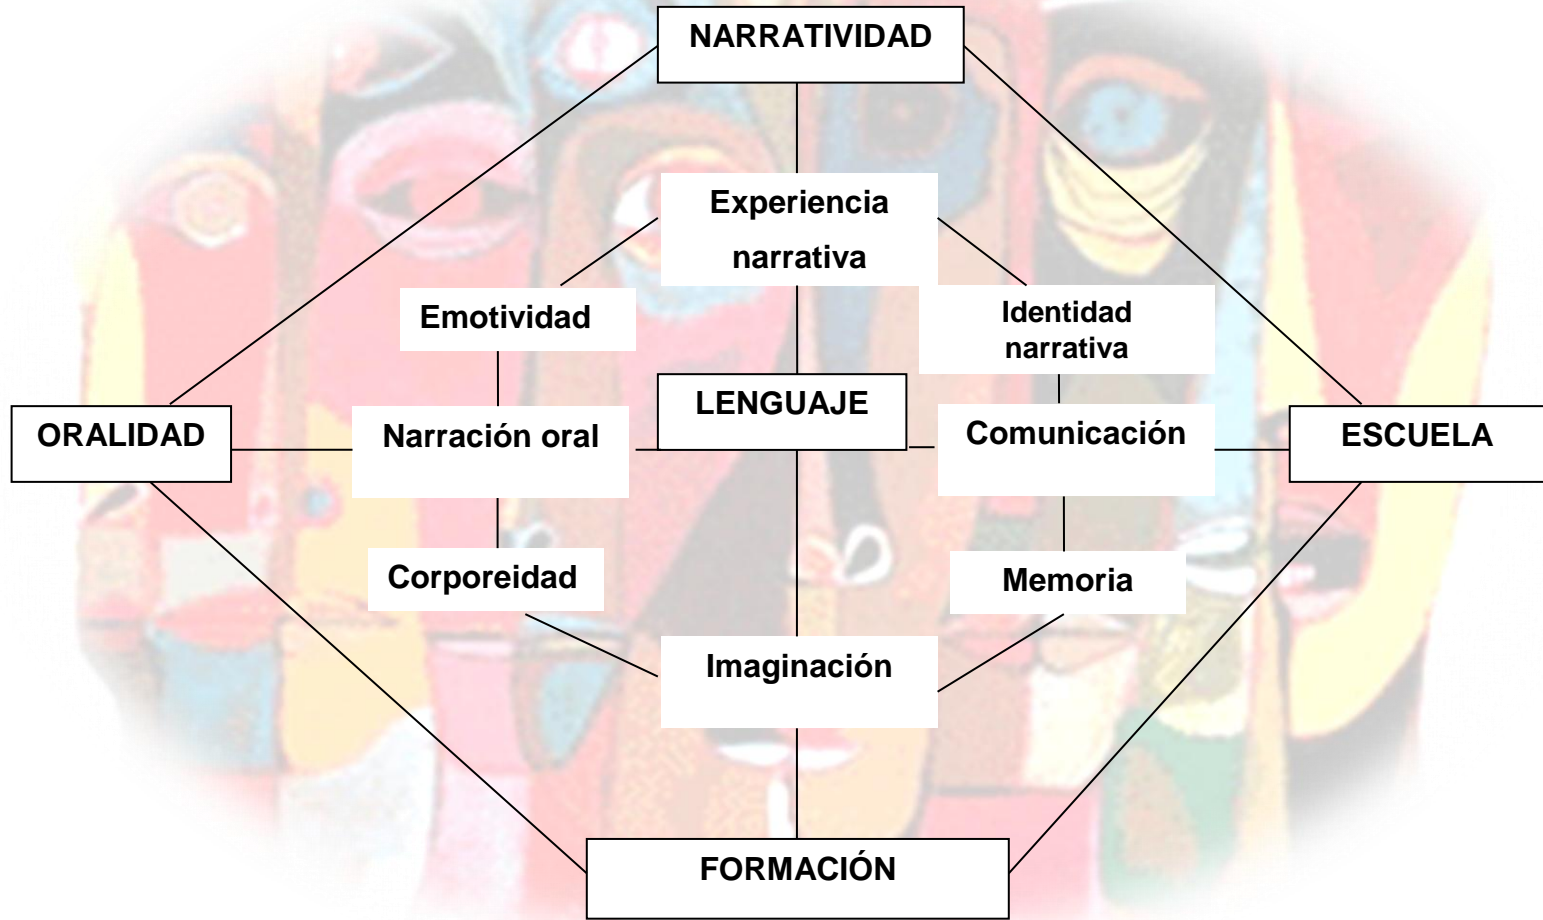 NARRATIVIDAD
Experiencia
narrativa
Emotividad
Identidad
narrativa
LENGUAJE
ORALIDAD
Narración oral
Comunicación
ESCUELA
Corporeidad
Memoria
Imaginación
FORMACIÓN